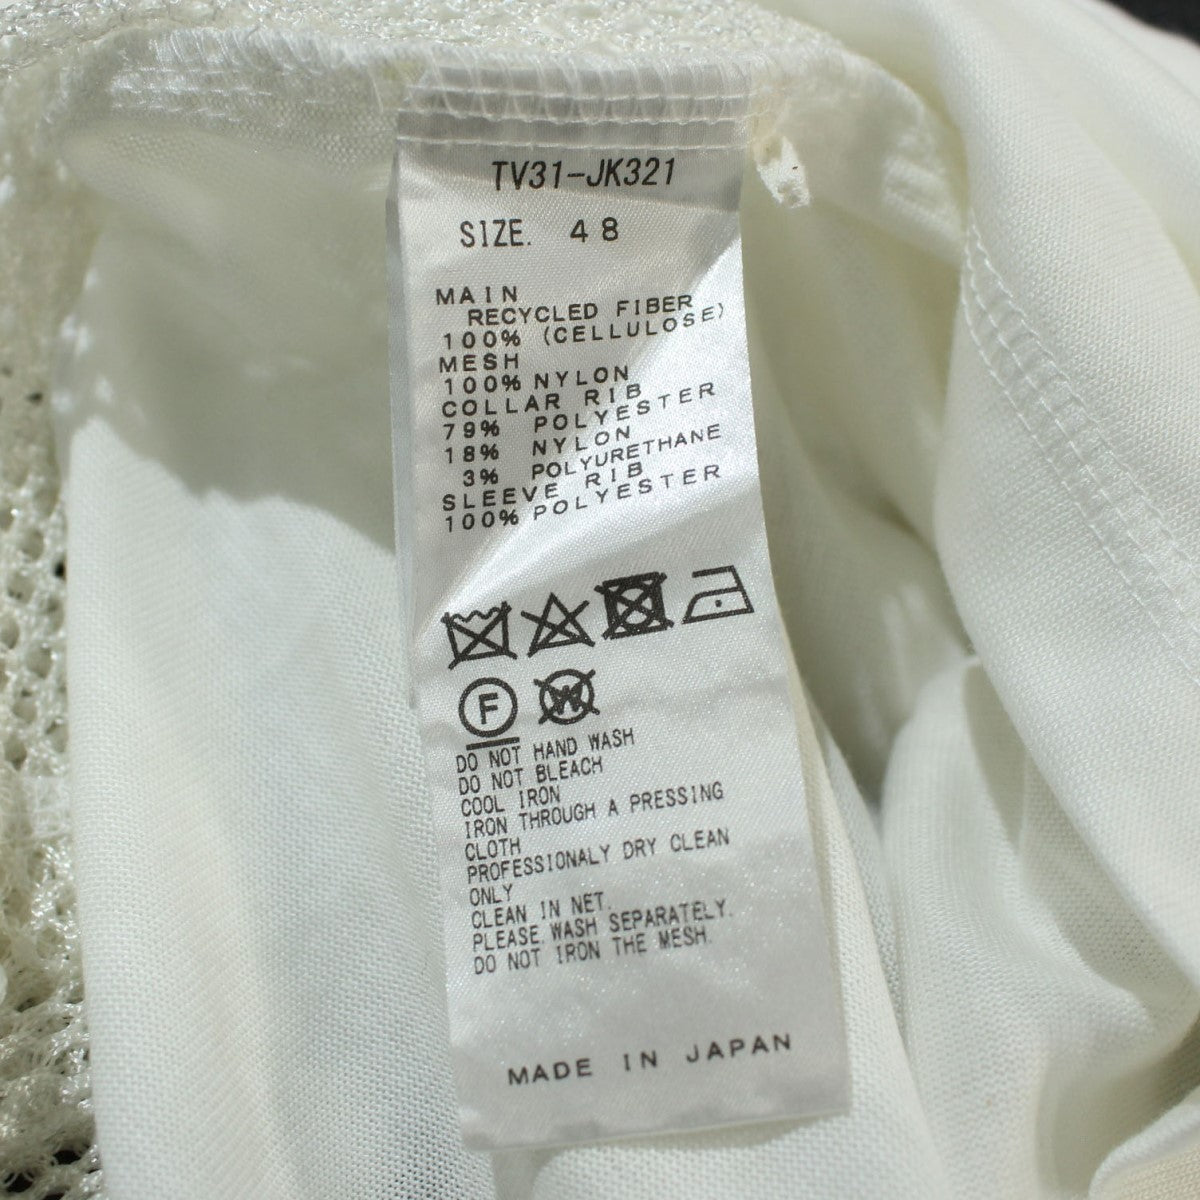 TV31-JK321
SIZE. 48
MAIN
RECYCLED FIBER
100% (CELLULOSE)
MESH
100% NYLON
COLLAR RIB
79% POLYESTER
18% NYLON
3% POLYURETHANE
SLEEVE RIB
100% POLYESTER
F W
DO NOT HAND WASH
DO NOT BLEACH
COOL IRON
IRON THROUGH A PRESSING
CLOTH
PROFESSIONALY DRY CLEAN
ONLY
CLEAN IN NET.
PLEASE WASH SEPARATELY.
DO NOT IRON THE MESH.
MADE IN JAPAN